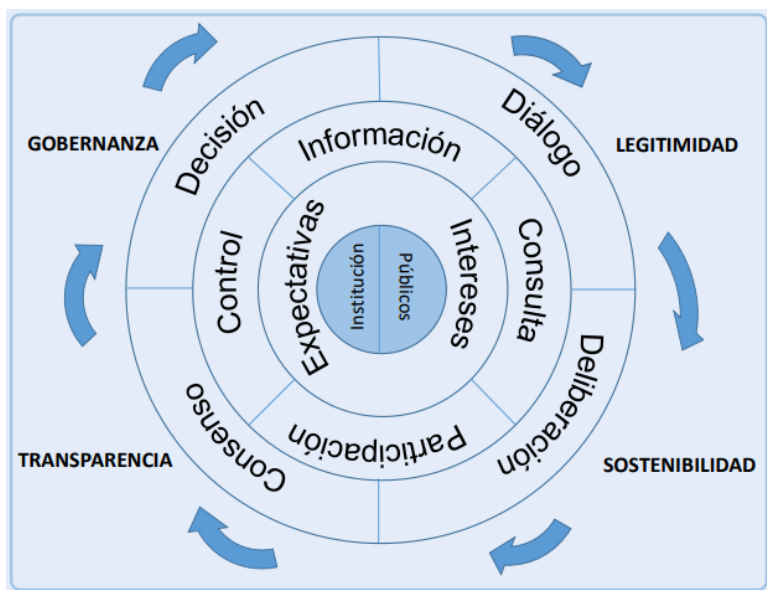 GOBERNANZA
LEGITIMIDAD
SOSTENIBILIDAD
TRANSPARENCIA
Decisión
Diálogo
Deliberación
Consenso
Información
Consulta
Participación
Control
Expectativas
Intereses
Institución
Públicos